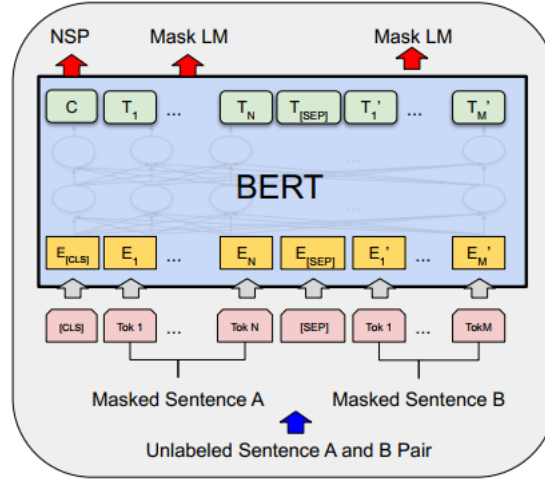 NSP Mask LM Mask LM
C T1 ... TN T[SEP] T1' ... TM'
...
...
BERT
E[CLS] E1 ... EN E[SEP] E1' ... EM'
[CLS] Tok 1 ... Tok N [SEP] Tok 1 ... TokM
Masked Sentence A Masked Sentence B
Unlabeled Sentence A and B Pair